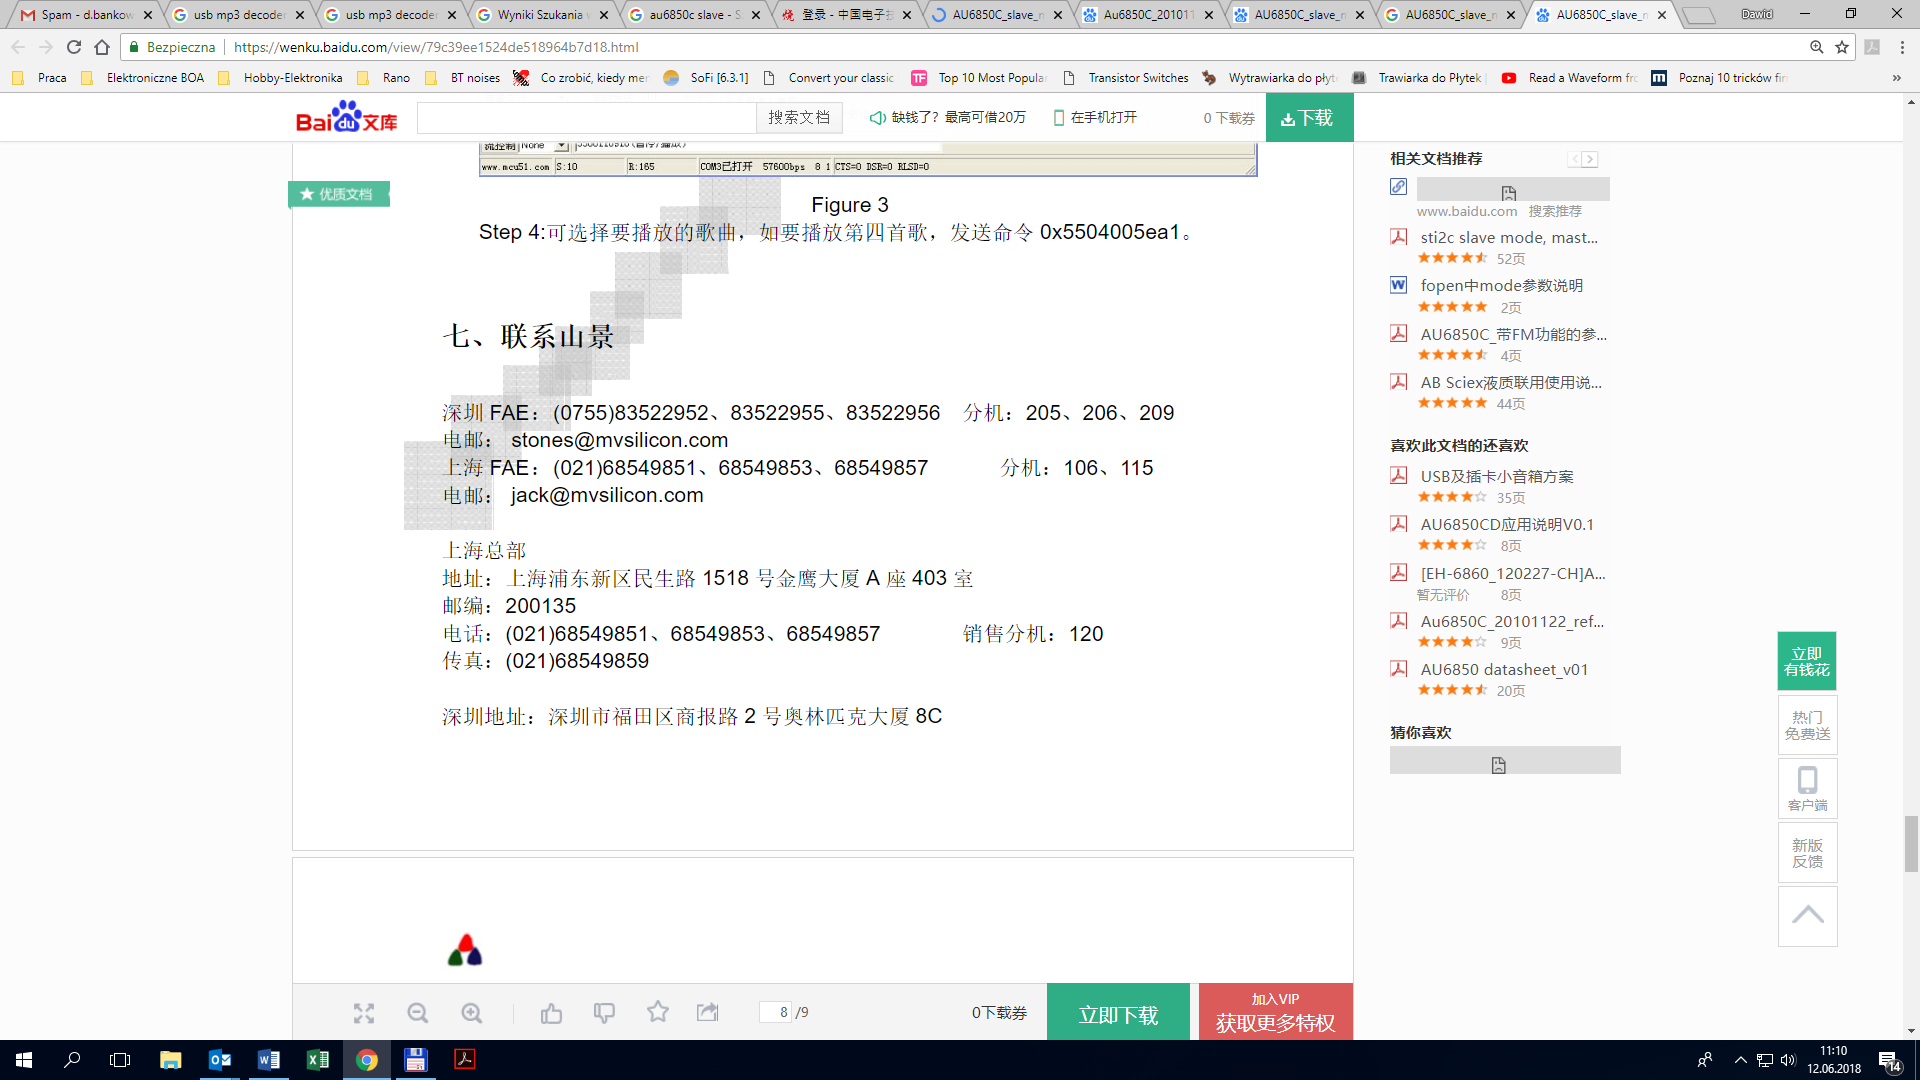 Spam - d.bankow
usb mp3 decoder
usb mp3 decoder
Wyniki Szukania w
au6850c slave - S
登录 - 中国电子技
AU6850C_slave_m
Au6850C_201011
AU6850C_slave_m
AU6850C_slave_m
AU6850C_slave_m
Dawid
Bezpieczna
https://wenku.baidu.com/view/79c39ee1524de518964b7d18.html
Praca
Elektroniczne BOA
Hobby-Elektronika
Rano
BT noises
Co zrobić, kiedy mer
SoFi [6.3.1]
Convert your classic
Top 10 Most Popula
Transistor Switches
Wytrawiarka do płyt
Trawiarka do Płytek
Read a Waveform fr
Poznaj 10 tricków fi
»
Bai du 文库
搜索文档
缺钱了? 最高可借20万
在手机打开
0 下载券
下载
流控制 None
www.mcu51.com S:10 R:165 COM3已打开 57600bps 8 1 CTS=0 DSR=0 RLSD=0
优质文档
Figure 3
Step 4:可选择要播放的歌曲，如要播放第四首歌，发送命令 0x5504005ea1。
七、联系山景
深圳 FAE：(0755)83522952、83522955、83522956 分机：205、206、209
电邮： stones@mvsilicon.com
上海 FAE：(021)68549851、68549853、68549857 分机：106、115
电邮： jack@mvsilicon.com
上海总部
地址：上海浦东新区民生路 1518 号金鹰大厦 A 座 403 室
邮编：200135
电话：(021)68549851、68549853、68549857 销售分机：120
传真：(021)68549859
深圳地址：深圳市福田区商报路 2 号奥林匹克大厦 8C
相关文档推荐
www.baidu.com 搜索推荐
sti2c slave mode, mast...
52页
fopen中mode参数说明
2页
AU6850C_带FM功能的参...
4页
AB Sciex液质联用使用说...
44页
喜欢此文档的还喜欢
USB及插卡小音箱方案
35页
AU6850CD应用说明V0.1
8页
[EH-6860_120227-CH]A...
暂无评价 8页
Au6850C_20101122_ref...
9页
AU6850 datasheet_v01
20页
猜你喜欢
立即
有钱花
热门
免费送
客户端
新版
反馈
8 /9
0下载券
立即下载
加入VIP
获取更多特权
11:10
12.06.2018
14